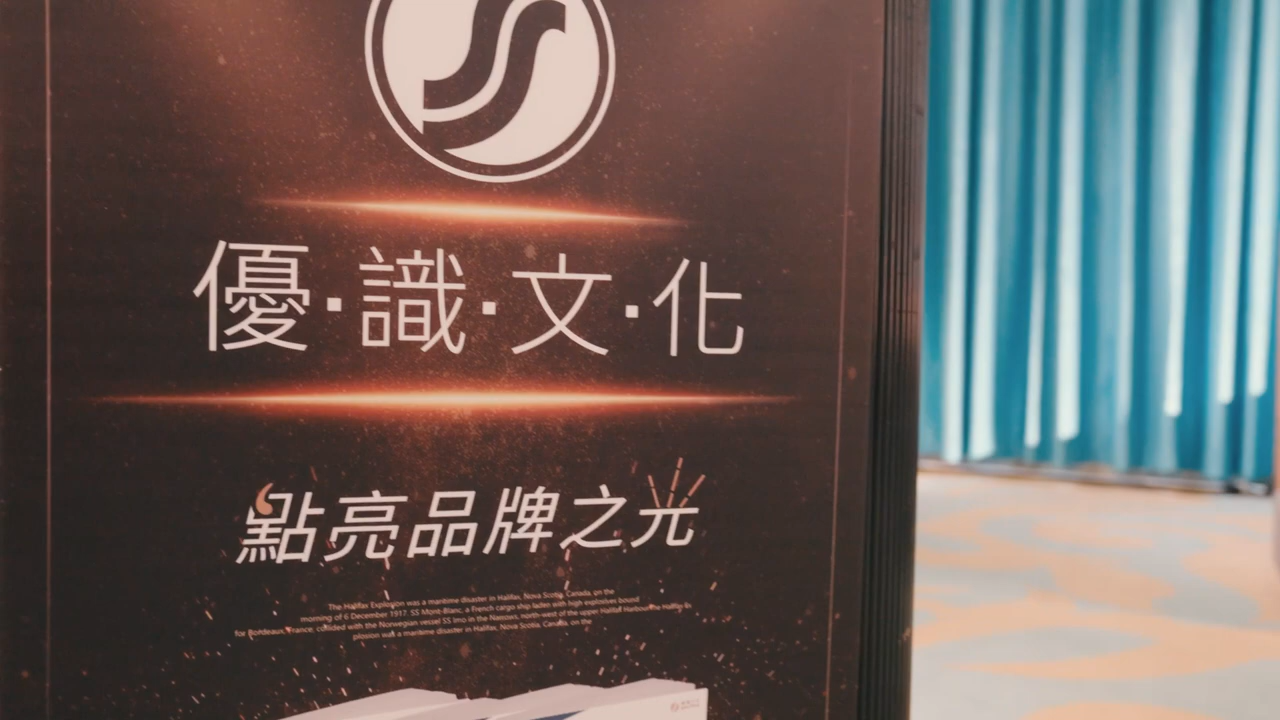 優·識·文·化
點亮品牌之光
The Halifax Explosion was a maritime disaster in Halifax, Nova Scotia, Canada, on the
morning of 6 December 1917. SS Mont-Blanc, a French cargo ship laden with high explosives bound
for Bordeaux, France, collided with the Norwegian vessel SS Imo in the Narrows, north-west of the upper Halifax Harbour
plosion was a maritime disaster in Halifax, Nova Scotia, Canada, on the